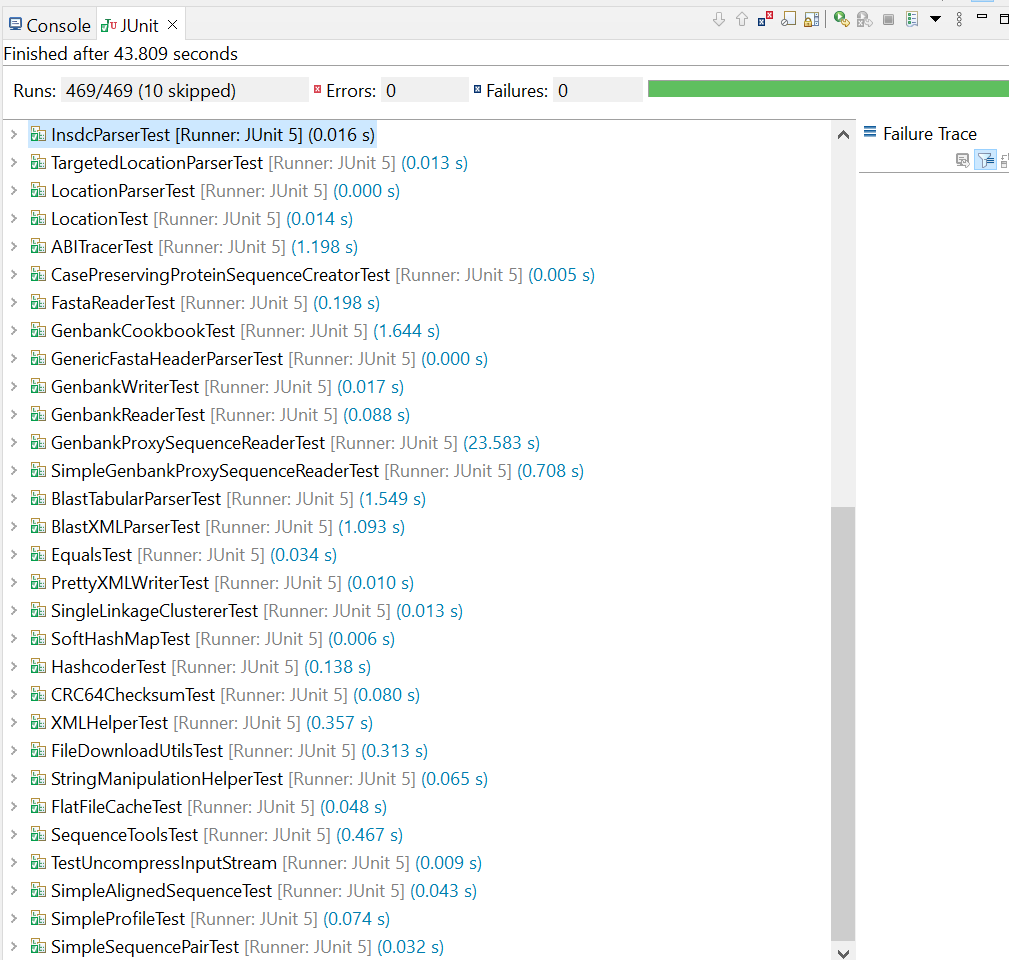 Console JUnit
Finished after 43.809 seconds
Runs: 469/469 (10 skipped) Errors: 0 Failures: 0
InsdcParserTest [Runner: JUnit 5] (0.016 s)
Failure Trace
TargetedLocationParserTest [Runner: JUnit 5] (0.013 s)
LocationParserTest [Runner: JUnit 5] (0.000 s)
LocationTest [Runner: JUnit 5] (0.014 s)
ABITracerTest [Runner: JUnit 5] (1.198 s)
CasePreservingProteinSequenceCreatorTest [Runner: JUnit 5] (0.005 s)
FastaReaderTest [Runner: JUnit 5] (0.198 s)
GenbankCookbookTest [Runner: JUnit 5] (1.644 s)
GenericFastaHeaderParserTest [Runner: JUnit 5] (0.000 s)
GenbankWriterTest [Runner: JUnit 5] (0.017 s)
GenbankReaderTest [Runner: JUnit 5] (0.088 s)
GenbankProxySequenceReaderTest [Runner: JUnit 5] (23.583 s)
SimpleGenbankProxySequenceReaderTest [Runner: JUnit 5] (0.708 s)
BlastTabularParserTest [Runner: JUnit 5] (1.549 s)
BlastXMLParserTest [Runner: JUnit 5] (1.093 s)
EqualsTest [Runner: JUnit 5] (0.034 s)
PrettyXMLWriterTest [Runner: JUnit 5] (0.010 s)
SingleLinkageClustererTest [Runner: JUnit 5] (0.013 s)
SoftHashMapTest [Runner: JUnit 5] (0.006 s)
HashcoderTest [Runner: JUnit 5] (0.138 s)
CRC64ChecksumTest [Runner: JUnit 5] (0.080 s)
XMLHelperTest [Runner: JUnit 5] (0.357 s)
FileDownloadUtilsTest [Runner: JUnit 5] (0.313 s)
StringManipulationHelperTest [Runner: JUnit 5] (0.065 s)
FlatFileCacheTest [Runner: JUnit 5] (0.048 s)
SequenceToolsTest [Runner: JUnit 5] (0.467 s)
TestUncompressInputStream [Runner: JUnit 5] (0.009 s)
SimpleAlignedSequenceTest [Runner: JUnit 5] (0.043 s)
SimpleProfileTest [Runner: JUnit 5] (0.074 s)
SimpleSequencePairTest [Runner: JUnit 5] (0.032 s)